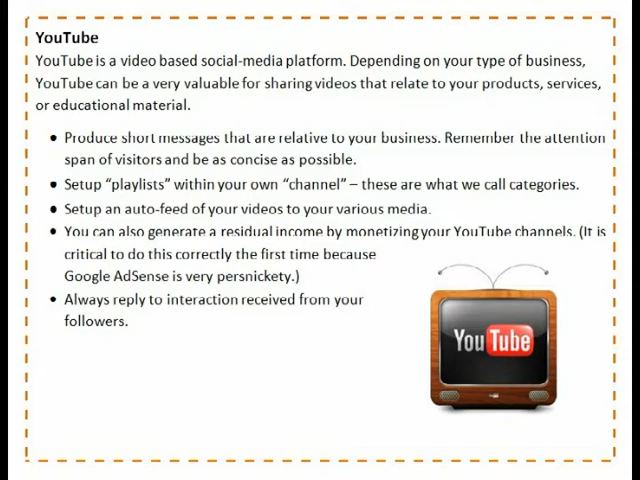 YouTube
YouTube is a video based social-media platform. Depending on your type of business,
YouTube can be a very valuable for sharing videos that relate to your products, services,
or educational material.
• Produce short messages that are relative to your business. Remember the attention
span of visitors and be as concise as possible.
• Setup “playlists” within your own “channel” – these are what we call categories.
• Setup an auto-feed of your videos to your various media.
• You can also generate a residual income by monetizing your YouTube channels. (It is
critical to do this correctly the first time because
Google AdSense is very persnickety.)
• Always reply to interaction received from your
followers.
YouTube